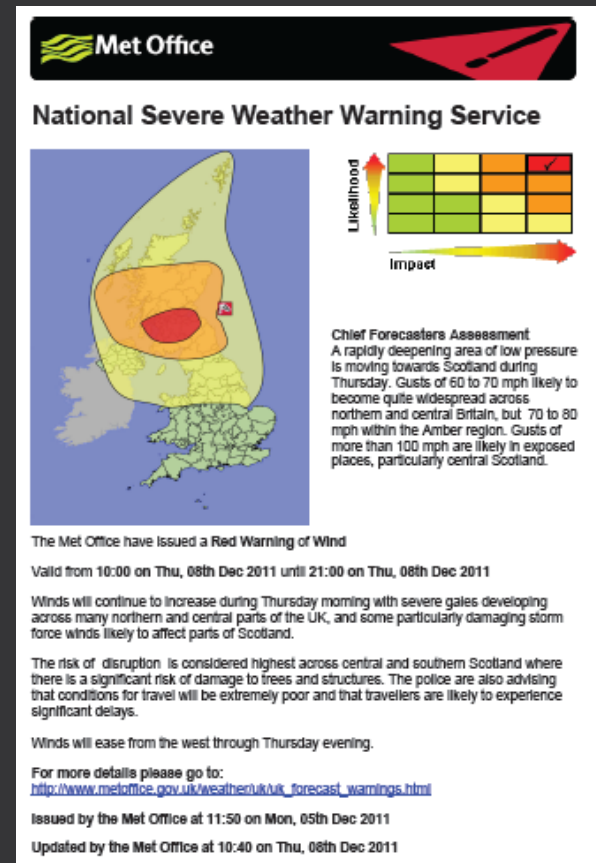 Met Office
National Severe Weather Warning Service
Likelihood
Impact
Chief Forecasters Assessment
A rapidly deepening area of low pressure
is moving towards Scotland during
Thursday. Gusts of 60 to 70 mph likely to
become quite widespread across
northern and central Britain, but 70 to 80
mph within the Amber region. Gusts of
more than 100 mph are likely in exposed
places, particularly central Scotland.
The Met Office have issued a Red Warning of Wind
Valid from 10:00 on Thu, 08th Dec 2011 until 21:00 on Thu, 08th Dec 2011
Winds will continue to increase during Thursday morning with severe gales developing
across many northern and central parts of the UK, and some particularly damaging storm
force winds likely to affect parts of Scotland.
The risk of disruption is considered highest across central and southern Scotland where
there is a significant risk of damage to trees and structures. The police are also advising
that conditions for travel will be extremely poor and that travellers are likely to experience
significant delays.
Winds will ease from the west through Thursday evening.
For more details please go to:
http://www.metoffice.gov.uk/weather/uk/uk_forecast_warnings.html
Issued by the Met Office at 11:50 on Mon, 05th Dec 2011
Updated by the Met Office at 10:40 on Thu, 08th Dec 2011